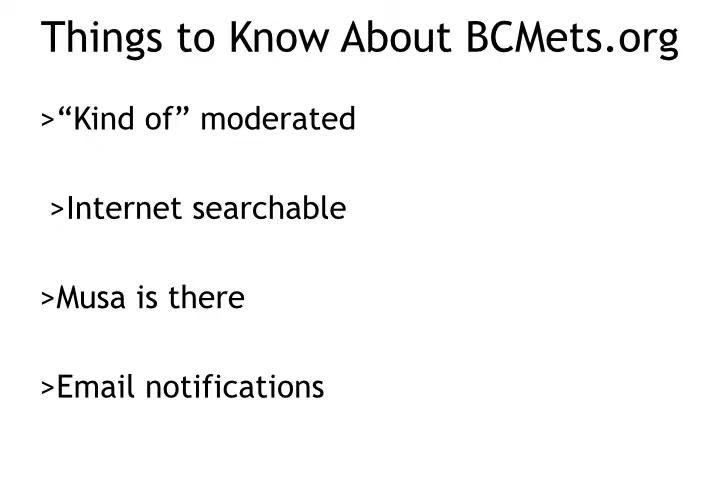 Things to Know About BCMets.org
>“Kind of” moderated
>Internet searchable
>Musa is there
>Email notifications